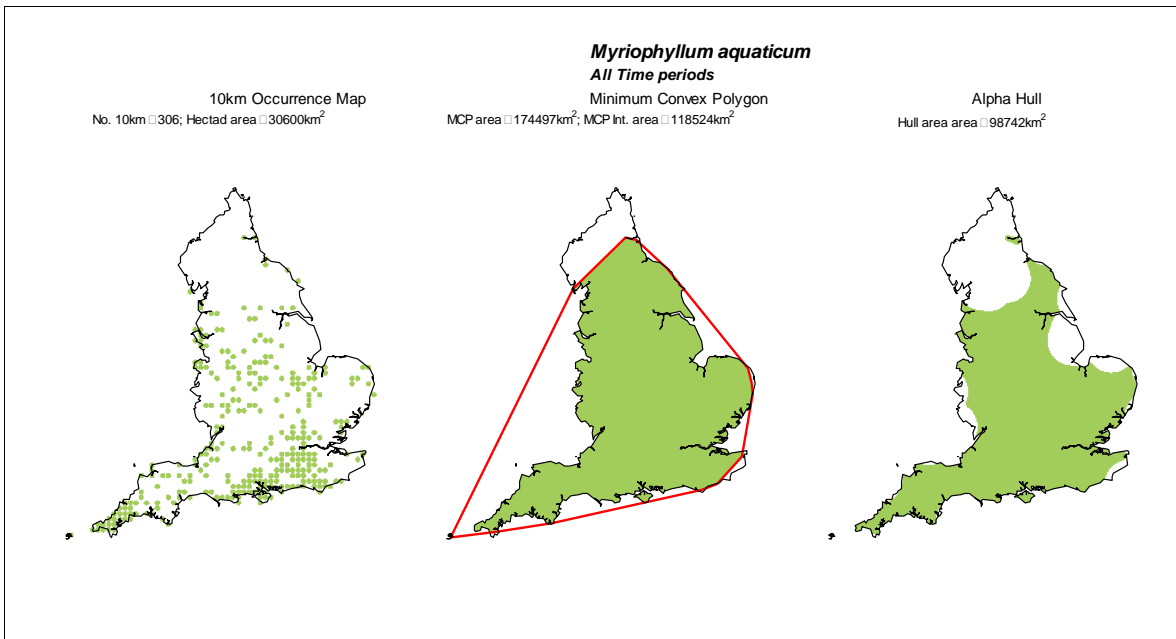 Myriophyllum aquaticum
All Time periods
10km Occurrence Map
No. 10km □306; Hectad area □30600km²
Minimum Convex Polygon
MCP area □174497km²; MCP Int. area □118524km²
Alpha Hull
Hull area area □98742km²